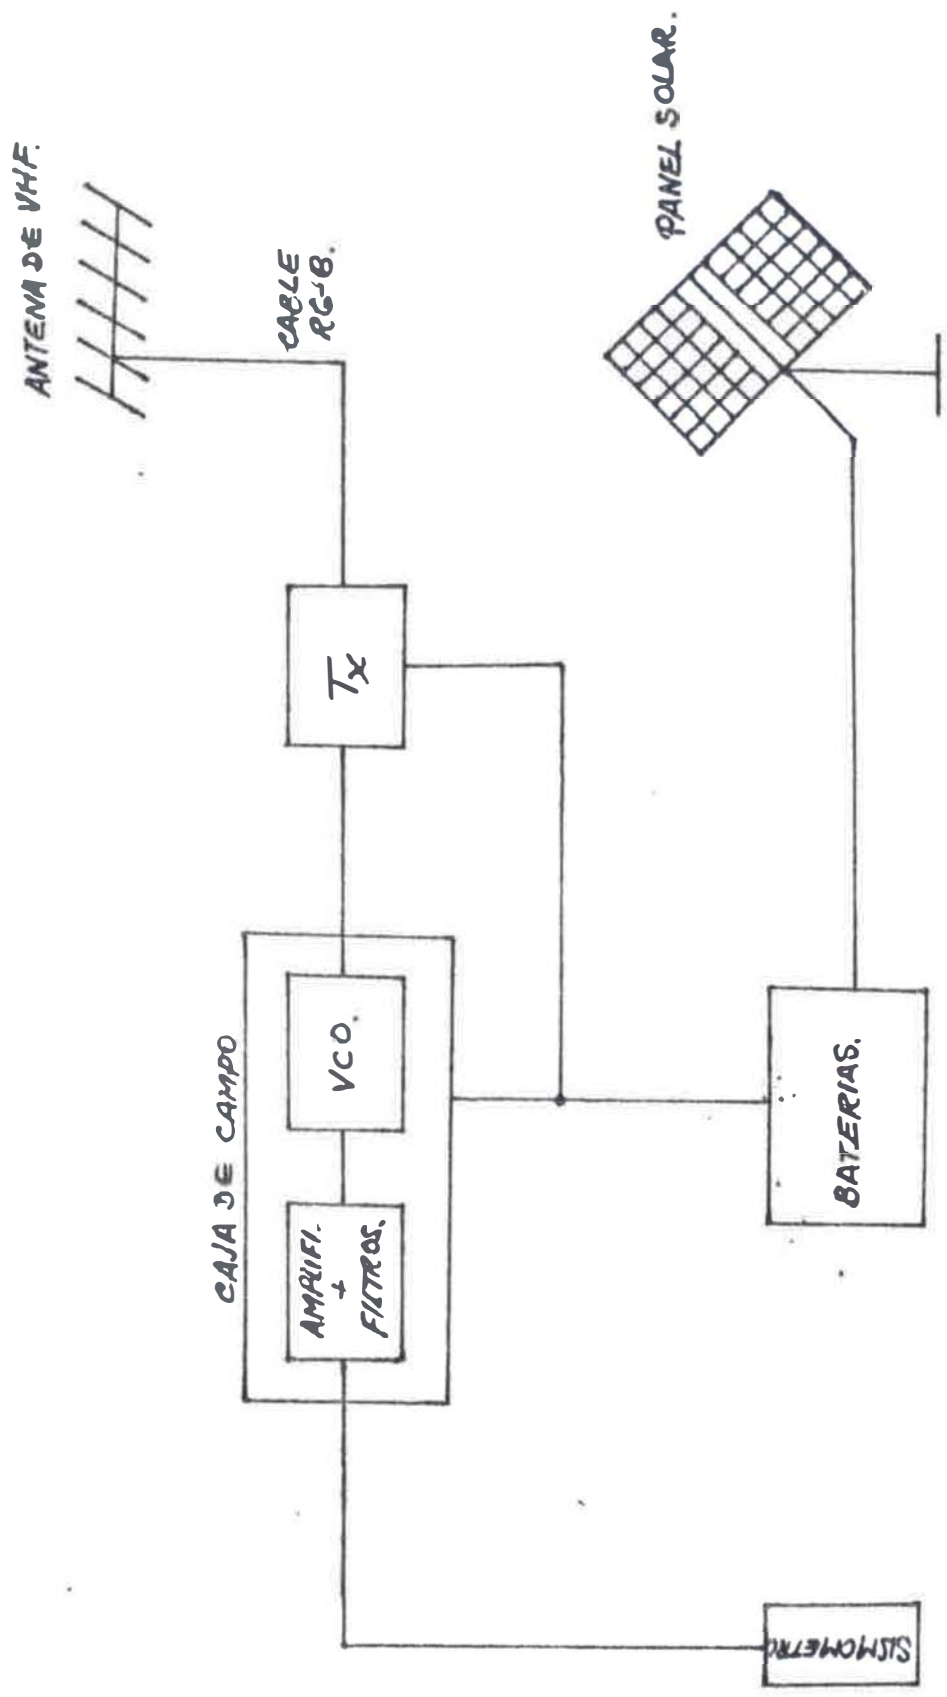 ANTENA DE VHF.
CABLE
RG-8.
PANEL SOLAR.
Tx
CAJA DE CAMPO
VCO.
AMPLIFI.
+
FILTROS.
BATERIAS.
SISMOMETRO